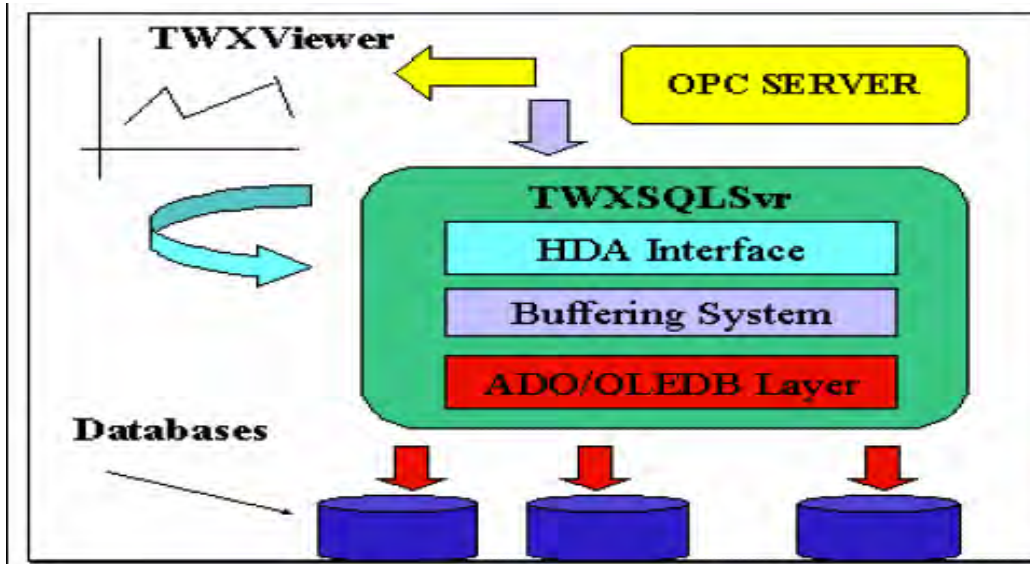 TWXViewer
OPC SERVER
TWXSQLSvr
HDA Interface
Buffering System
ADO/OLEDB Layer
Databases